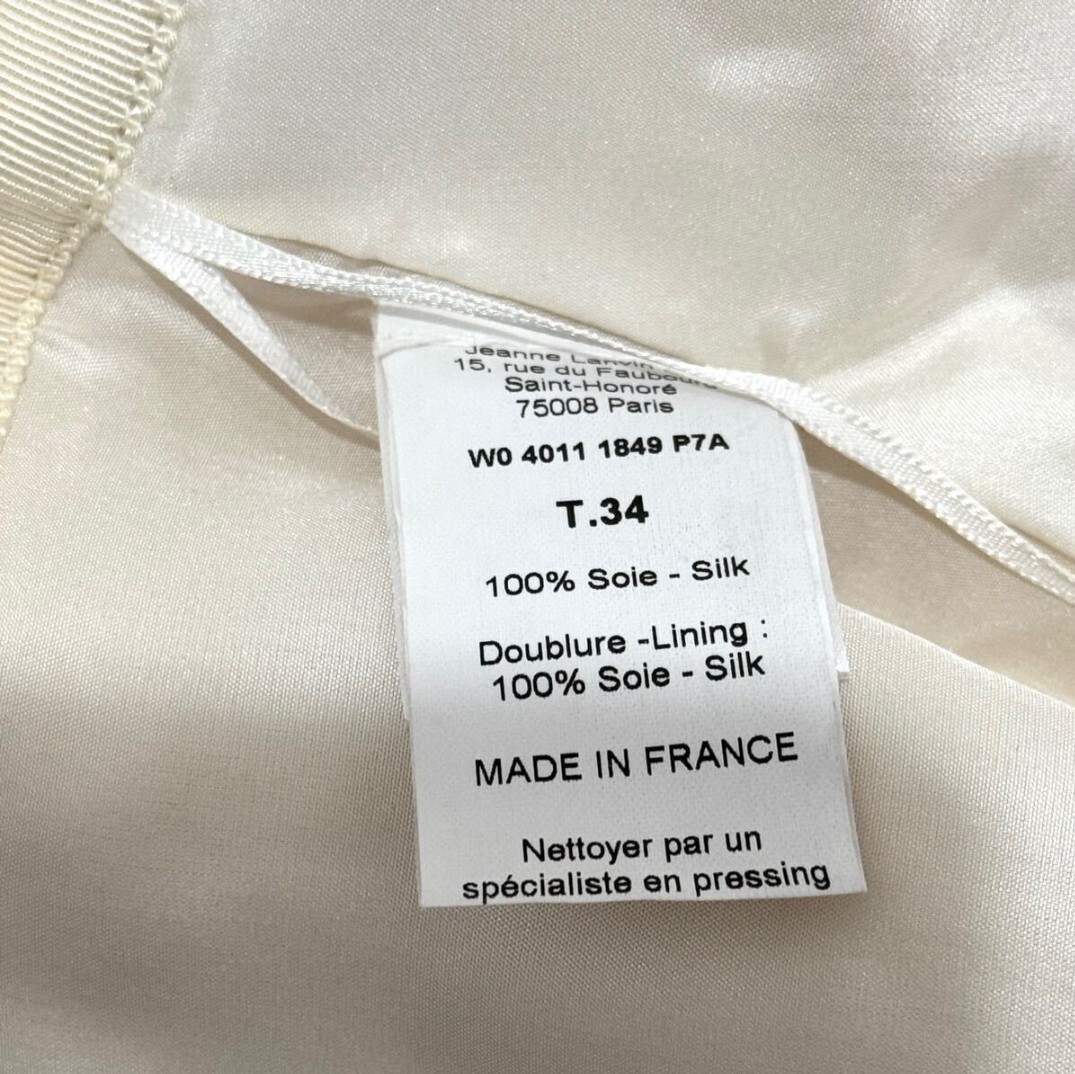 Jeanne Lanvin
15, rue du Faubourg
Saint-Honoré
75008 Paris
W0 4011 1849 P7A
T.34
100% Soie - Silk
Doublure -Lining :
100% Soie - Silk
MADE IN FRANCE
Nettoyer par un
spécialiste en pressing